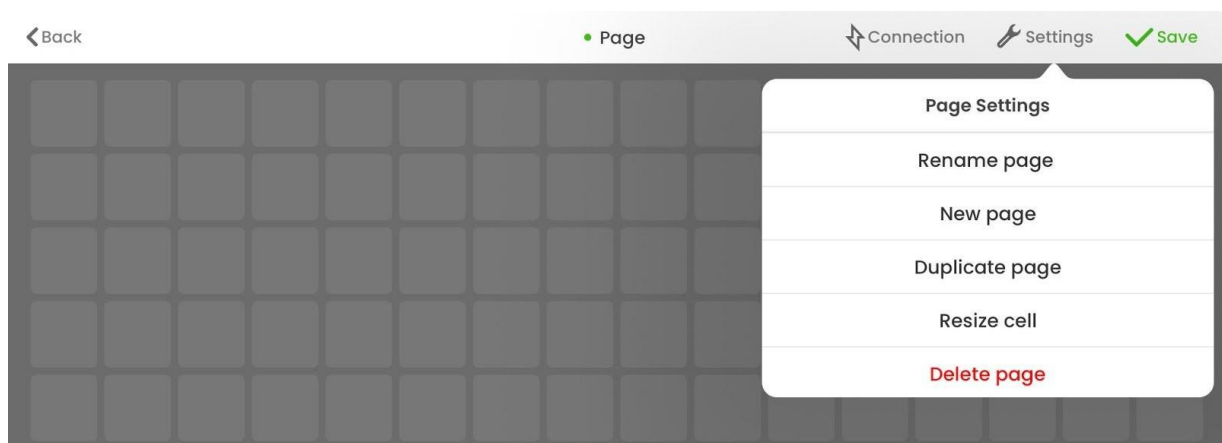 Back
Page
Connection
Settings
Save
Page Settings
Rename page
New page
Duplicate page
Resize cell
Delete page